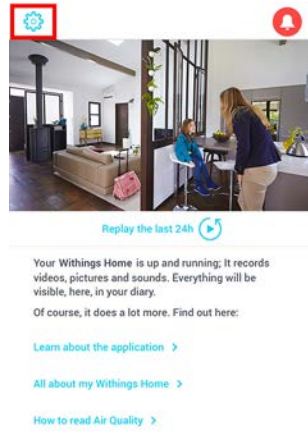 Replay the last 24h
Your Withings Home is up and running; It records
videos, pictures and sounds. Everything will be
visible, here, in your diary.
Of course, it does a lot more. Find out here:
Learn about the application >
All about my Withings Home >
How to read Air Quality >